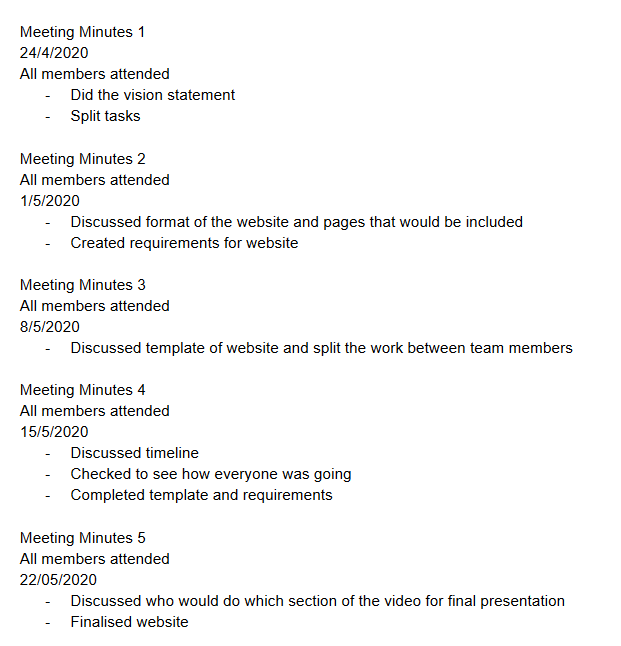 Meeting Minutes 1
24/4/2020
All members attended
- Did the vision statement
- Split tasks
Meeting Minutes 2
All members attended
1/5/2020
- Discussed format of the website and pages that would be included
- Created requirements for website
Meeting Minutes 3
All members attended
8/5/2020
- Discussed template of website and split the work between team members
Meeting Minutes 4
All members attended
15/5/2020
- Discussed timeline
- Checked to see how everyone was going
- Completed template and requirements
Meeting Minutes 5
All members attended
22/05/2020
- Discussed who would do which section of the video for final presentation
- Finalised website